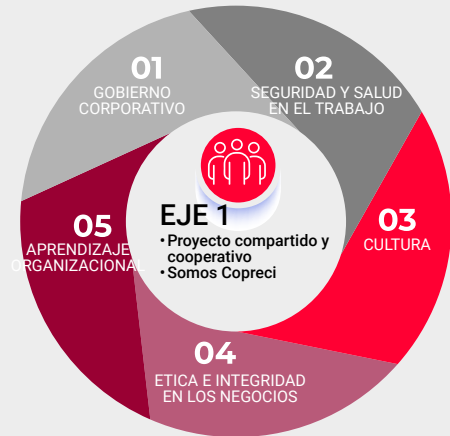 01
GOBIERNO
CORPORATIVO
02
SEGURIDAD Y SALUD
EN EL TRABAJO
EJE 1
• Proyecto compartido y
cooperativo
• Somos Copreci
03
CULTURA
05
APRENDIZAJE
ORGANIZACIONAL
04
ETICA E INTEGRIDAD
EN LOS NEGOCIOS